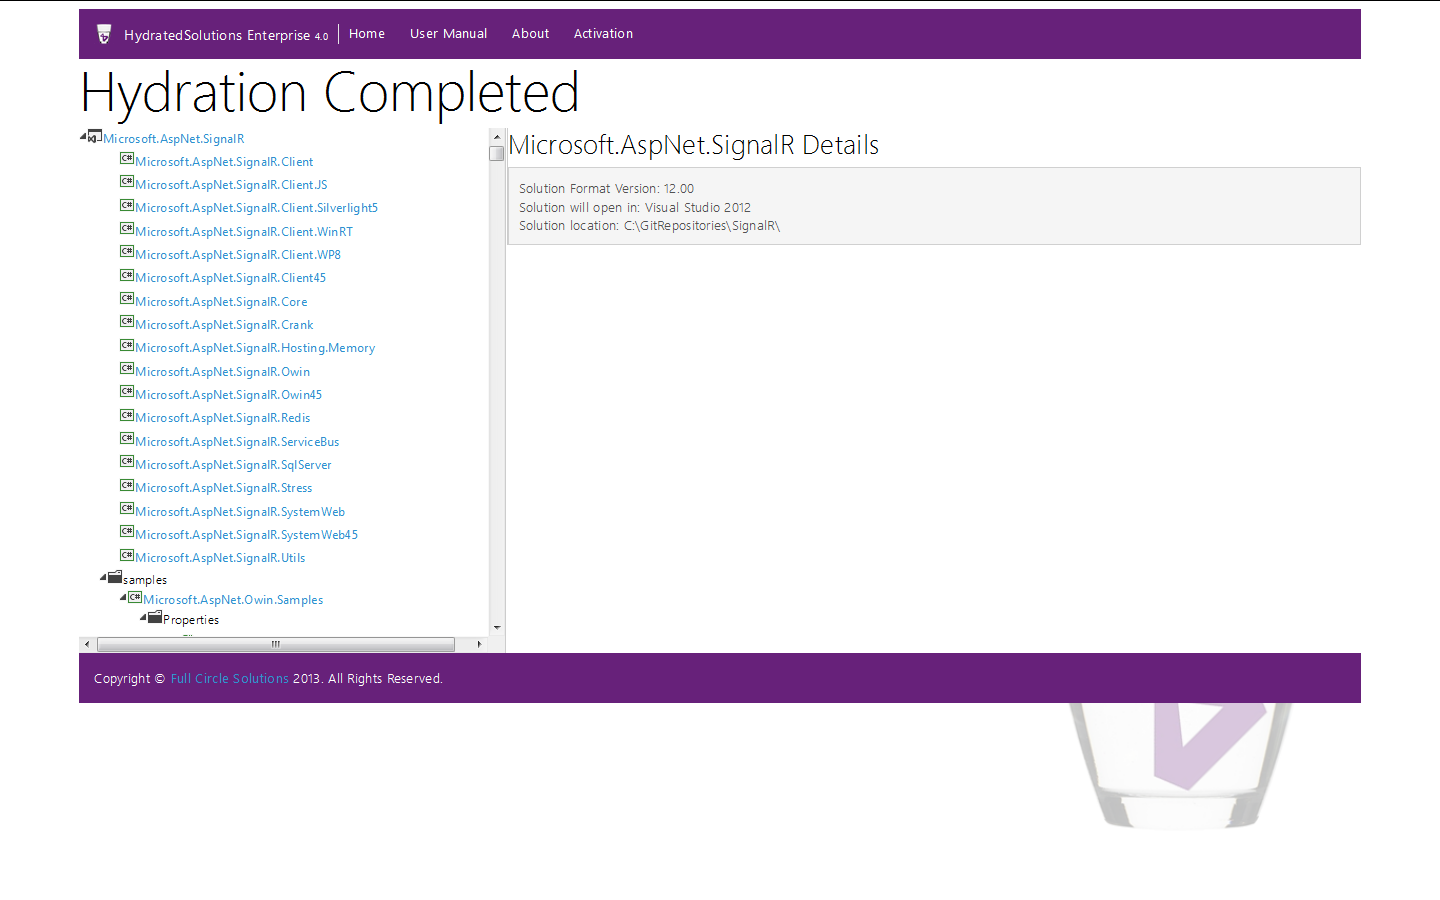 HydratedSolutions Enterprise 4.0 Home User Manual About Activation
Hydration Completed
Microsoft.AspNet.SignalR
Microsoft.AspNet.SignalR.Client
Microsoft.AspNet.SignalR.Client.JS
Microsoft.AspNet.SignalR.Client.Silverlight5
Microsoft.AspNet.SignalR.Client.WinRT
Microsoft.AspNet.SignalR.Client.WP8
Microsoft.AspNet.SignalR.Client45
Microsoft.AspNet.SignalR.Core
Microsoft.AspNet.SignalR.Crank
Microsoft.AspNet.SignalR.Hosting.Memory
Microsoft.AspNet.SignalR.Owin
Microsoft.AspNet.SignalR.Owin45
Microsoft.AspNet.SignalR.Redis
Microsoft.AspNet.SignalR.ServiceBus
Microsoft.AspNet.SignalR.SqlServer
Microsoft.AspNet.SignalR.Stress
Microsoft.AspNet.SignalR.SystemWeb
Microsoft.AspNet.SignalR.SystemWeb45
Microsoft.AspNet.SignalR.Utils
samples
Microsoft.AspNet.Owin.Samples
Properties
Microsoft.AspNet.SignalR Details
Solution Format Version: 12.00
Solution will open in: Visual Studio 2012
Solution location: C:\GitRepositories\SignalR\
Copyright © Full Circle Solutions 2013. All Rights Reserved.